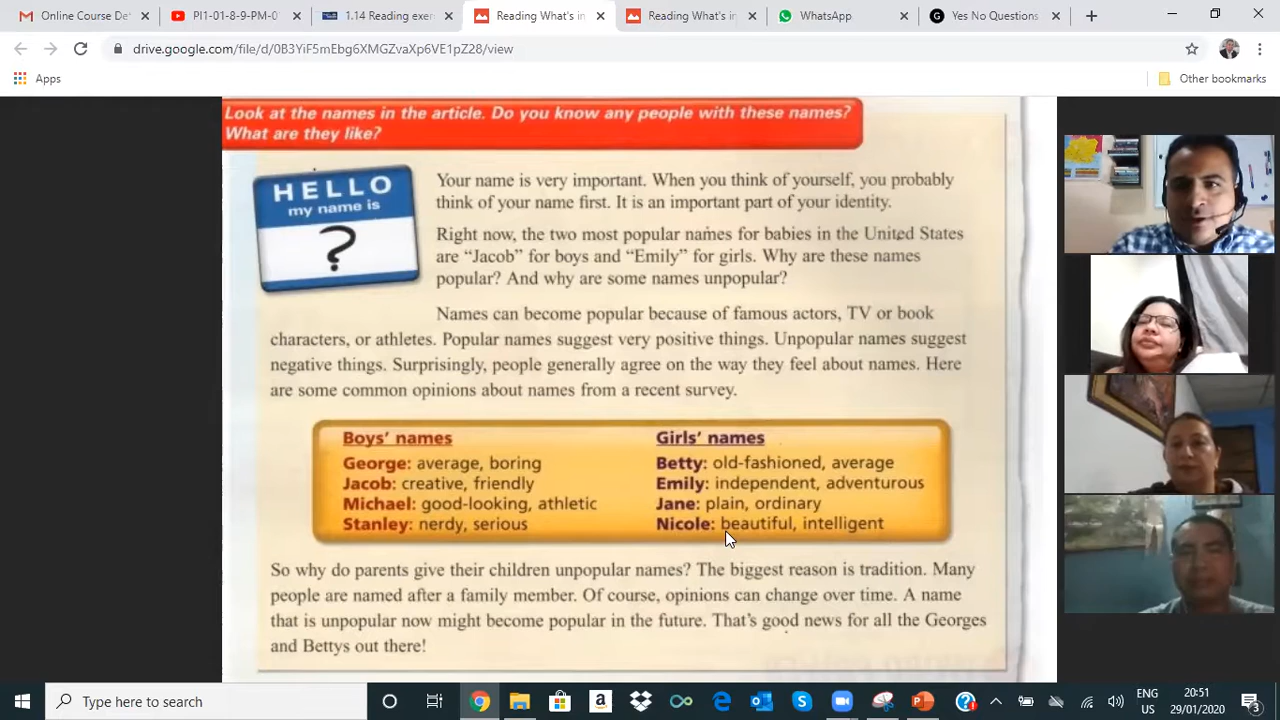 Gmail - Course De
PI1-01-8-9-PM-0
1.14 Reading exer
Reading What's in
Reading What's in
WhatsApp
Yes No Questions
drive.google.com/file/d/0B3YiF5mEbg6XMGZvaXp6VE1pZ28/view
Apps
Other bookmarks
Look at the names in the article. Do you know any people with these names?
What are they like?
HELLO
my name is
?
Your name is very important. When you think of yourself, you probably
think of your name first. It is an important part of your identity.
Right now, the two most popular names for babies in the United States
are “Jacob” for boys and “Emily” for girls. Why are these names
popular? And why are some names unpopular?
Names can become popular because of famous actors, TV or book
characters, or athletes. Popular names suggest very positive things. Unpopular names suggest
negative things. Surprisingly, people generally agree on the way they feel about names. Here
are some common opinions about names from a recent survey.
Boys’ names
George: average, boring
Jacob: creative, friendly
Michael: good-looking, athletic
Stanley: nerdy, serious
Girls’ names
Betty: old-fashioned, average
Emily: independent, adventurous
Jane: plain, ordinary
Nicole: beautiful, intelligent
So why do parents give their children unpopular names? The biggest reason is tradition. Many
people are named after a family member. Of course, opinions can change over time. A name
that is unpopular now might become popular in the future. That’s good news for all the Georges
and Bettys out there!
Type here to search
ENG
US
20:51
29/01/2020
3